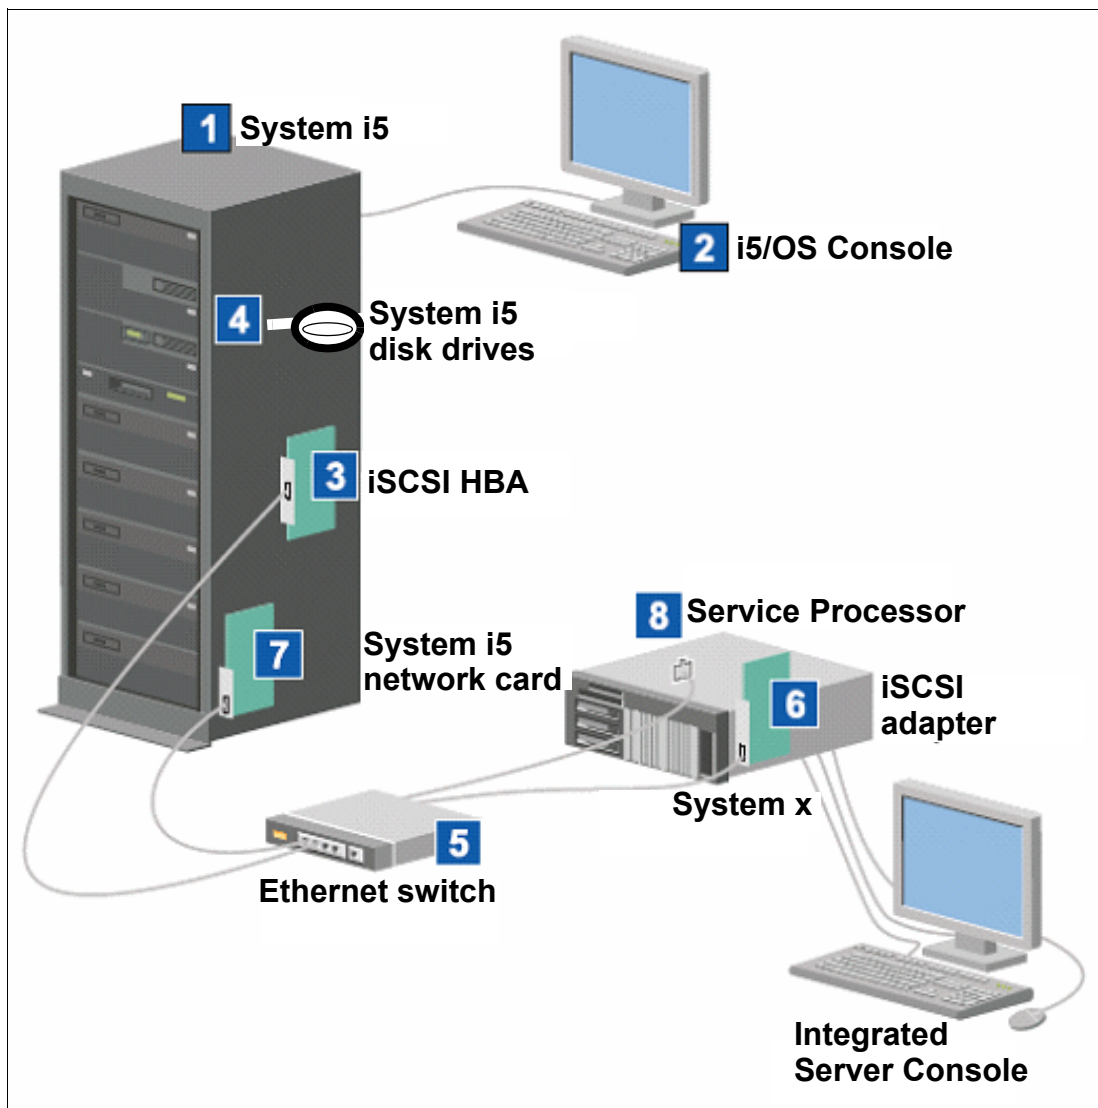 1 System i5
2 i5/OS Console
4 System i5
disk drives
3 iSCSI HBA
8 Service Processor
7 System i5
network card
6 iSCSI
adapter
System x
5
Ethernet switch
Integrated
Server Console